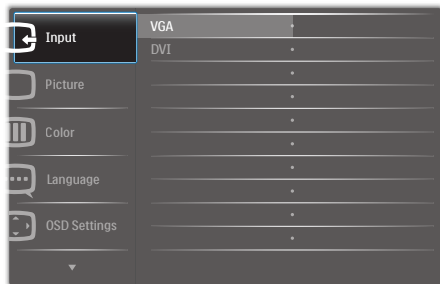 Input
VGA
DVI
Picture
Color
Language
OSD Settings